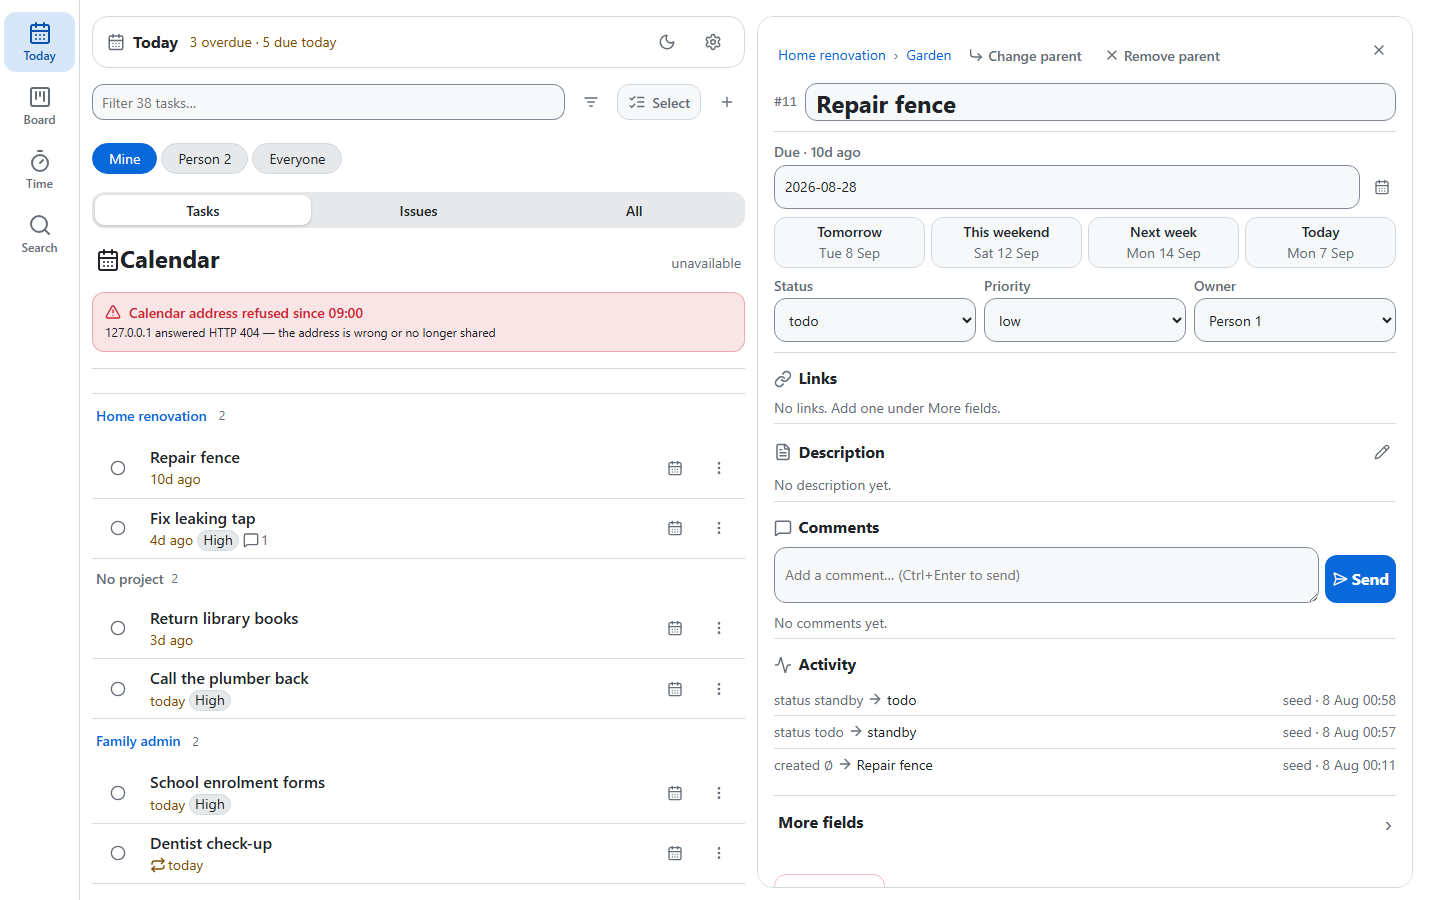 Today
Board
Time
Search
Today 3 overdue · 5 due today
Filter 38 tasks...
Select
Mine
Person 2
Everyone
Tasks
Issues
All
Calendar
unavailable
Calendar address refused since 09:00
127.0.0.1 answered HTTP 404 — the address is wrong or no longer shared
Home renovation 2
Repair fence
10d ago
Fix leaking tap
4d ago High 1
No project 2
Return library books
3d ago
Call the plumber back
today High
Family admin 2
School enrolment forms
today High
Dentist check-up
today
Home renovation › Garden Change parent Remove parent
#11 Repair fence
Due · 10d ago
2026-08-28
Tomorrow
Tue 8 Sep
This weekend
Sat 12 Sep
Next week
Mon 14 Sep
Today
Mon 7 Sep
Status
todo
Priority
low
Owner
Person 1
Links
No links. Add one under More fields.
Description
No description yet.
Comments
Add a comment... (Ctrl+Enter to send)
Send
No comments yet.
Activity
status standby → todo seed · 8 Aug 00:58
status todo → standby seed · 8 Aug 00:57
created Ø → Repair fence seed · 8 Aug 00:11
More fields ›